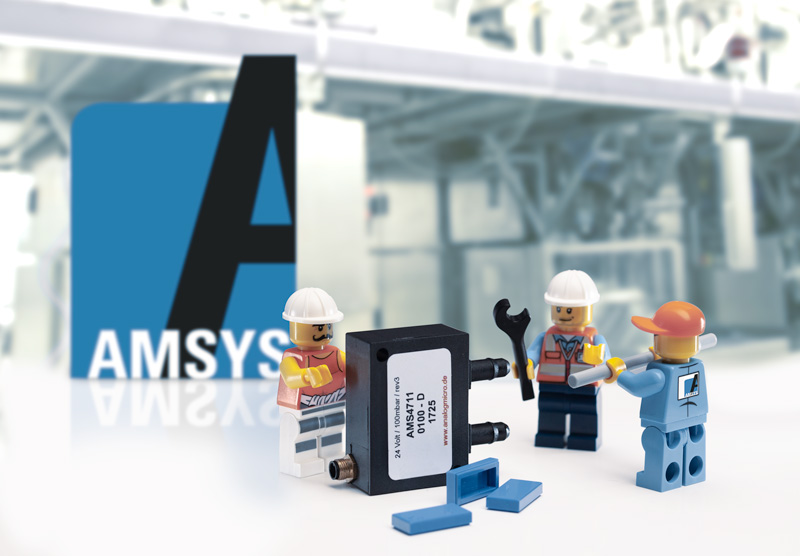 AMSYS
24 Volt / 100mbar / rev3
AMS4711
0100 - D
1725
www.analogmicro.de